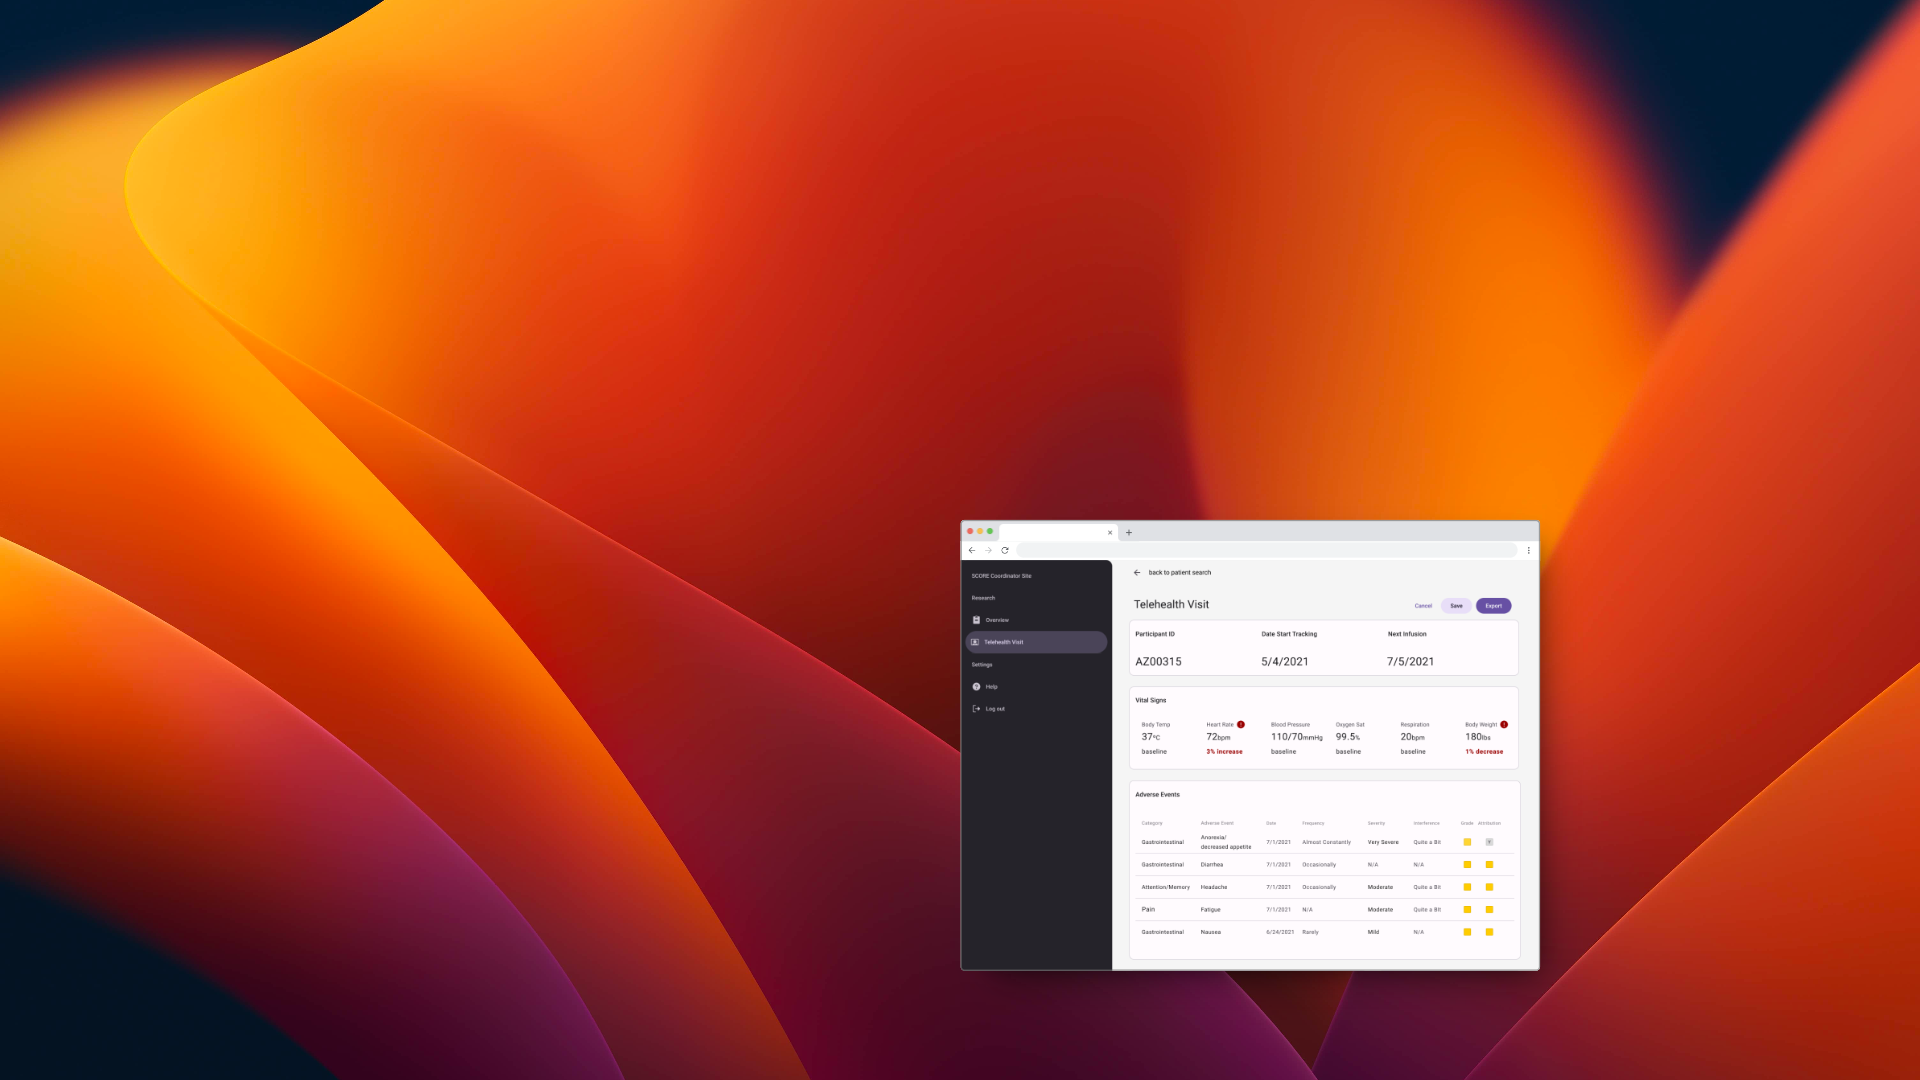 SCORE Coordinator Site
Research
Overview
Telehealth Visit
Settings
Help
Log out
back to patient search
Telehealth Visit
Cancel Save Export
Participant ID Date Start Tracking Next Infusion
AZ00315 5/4/2021 7/5/2021
Vital Signs
Body Temp Heart Rate Blood Pressure Oxygen Sat Respiration Body Weight
37°C 72bpm 110/70mmHg 99.5% 20bpm 180lbs
baseline 3% increase baseline baseline baseline 1% decrease
Adverse Events
Category Adverse Event Date Frequency Severity Interference Grade Attribution
Gastrointestinal Anorexia/ decreased appetite 7/1/2021 Almost Constantly Very Severe Quite a Bit
Gastrointestinal Diarrhea 7/1/2021 Occasionally N/A N/A
Attention/Memory Headache 7/1/2021 Occasionally Moderate Quite a Bit
Pain Fatigue 7/1/2021 N/A Moderate Quite a Bit
Gastrointestinal Nausea 6/24/2021 Rarely Mild N/A